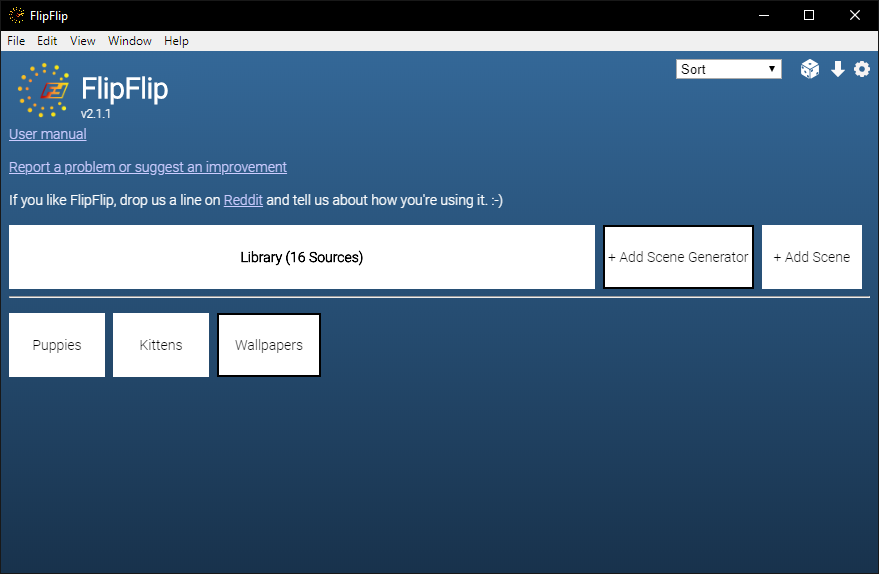 FlipFlip
File Edit View Window Help
Sort
FlipFlip
v2.1.1
User manual
Report a problem or suggest an improvement
If you like FlipFlip, drop us a line on Reddit and tell us about how you're using it. :-)
Library (16 Sources) + Add Scene Generator + Add Scene
Puppies Kittens Wallpapers